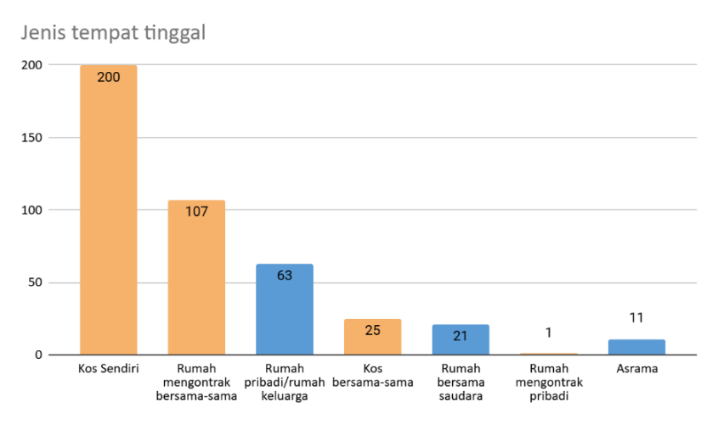 Jenis tempat tinggal
200
150
100
50
0
200
107
63
25
21
1
11
Kos Sendiri
Rumah
mengontrak
bersama-sama
Rumah
pribadi/rumah
keluarga
Kos
bersama-sama
Rumah
bersama
saudara
Rumah
mengontrak
pribadi
Asrama